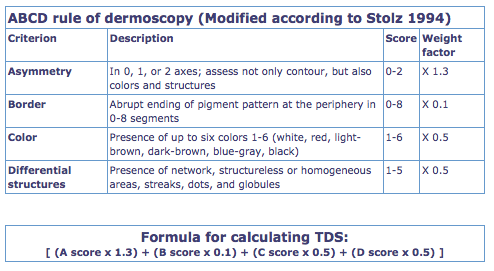 ABCD rule of dermoscopy (Modified according to Stolz 1994)
Criterion Description Score Weight
factor
Asymmetry In 0, 1, or 2 axes; assess not only contour, but also 0-2 X 1.3
colors and structures
Border Abrupt ending of pigment pattern at the periphery in 0-8 X 0.1
0-8 segments
Color Presence of up to six colors 1-6 (white, red, light- 1-6 X 0.5
brown, dark-brown, blue-gray, black)
Differential Presence of network, structureless or homogeneous 1-5 X 0.5
structures areas, streaks, dots, and globules
Formula for calculating TDS:
[ (A score x 1.3) + (B score x 0.1) + (C score x 0.5) + (D score x 0.5) ]